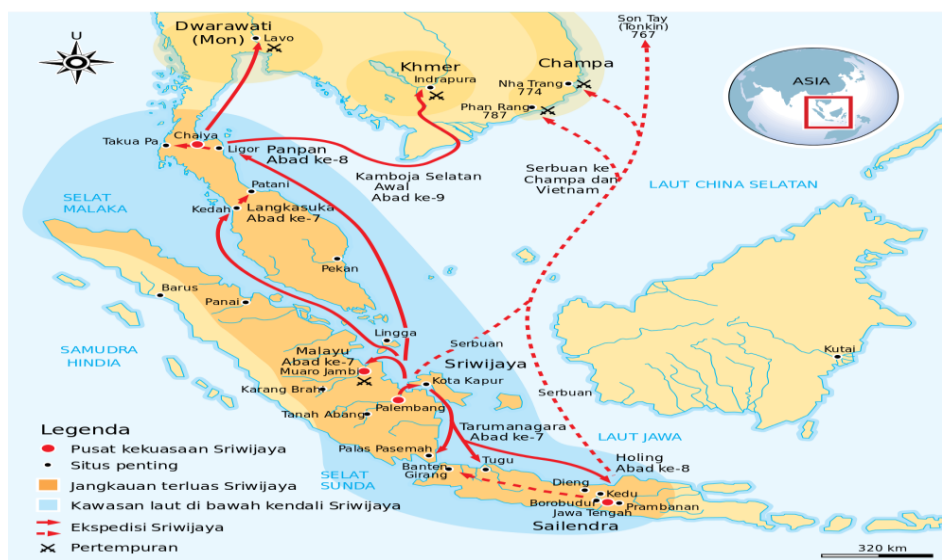 U
Dwarawati
(Mon)
Lavo
Son Tay
(Tonkin)
767
Khmer
Indrapura
Champa
Nha Trang
774
Phan Rang
787
ASIA
Takua Pa
Chaiya
Ligor
Panpan
Abad ke-8
Kamboja Selatan
Awal
Abad ke-9
Serbuan ke
Champa dan
Vietnam
LAUT CHINA SELATAN
SELAT
MALAKA
Patani
Kedah
Langkasuka
Abad ke-7
Pekan
Barus
Panai
Lingga
SAMUDRA
HINDIA
Malayu
Abad ke-7
Muaro Jambi
Serbuan
Sriwijaya
Kota Kapur
Kutai
Karang Brahi
Palembang
Tanah Abang
Serbuan
Tarumanagara
Abad ke-7
LAUT JAWA
Palas Pasemah
Holing
Abad ke-8
SELAT
SUNDA
Banten
Girang
Tugu
Dieng
Kedu
Borobudur
Prambanan
Jawa Tengah
Sailendra
Legenda
Pusat kekuasaan Sriwijaya
Situs penting
Jangkauan terluas Sriwijaya
Kawasan laut di bawah kendali Sriwijaya
Ekspedisi Sriwijaya
Pertempuran
320 km